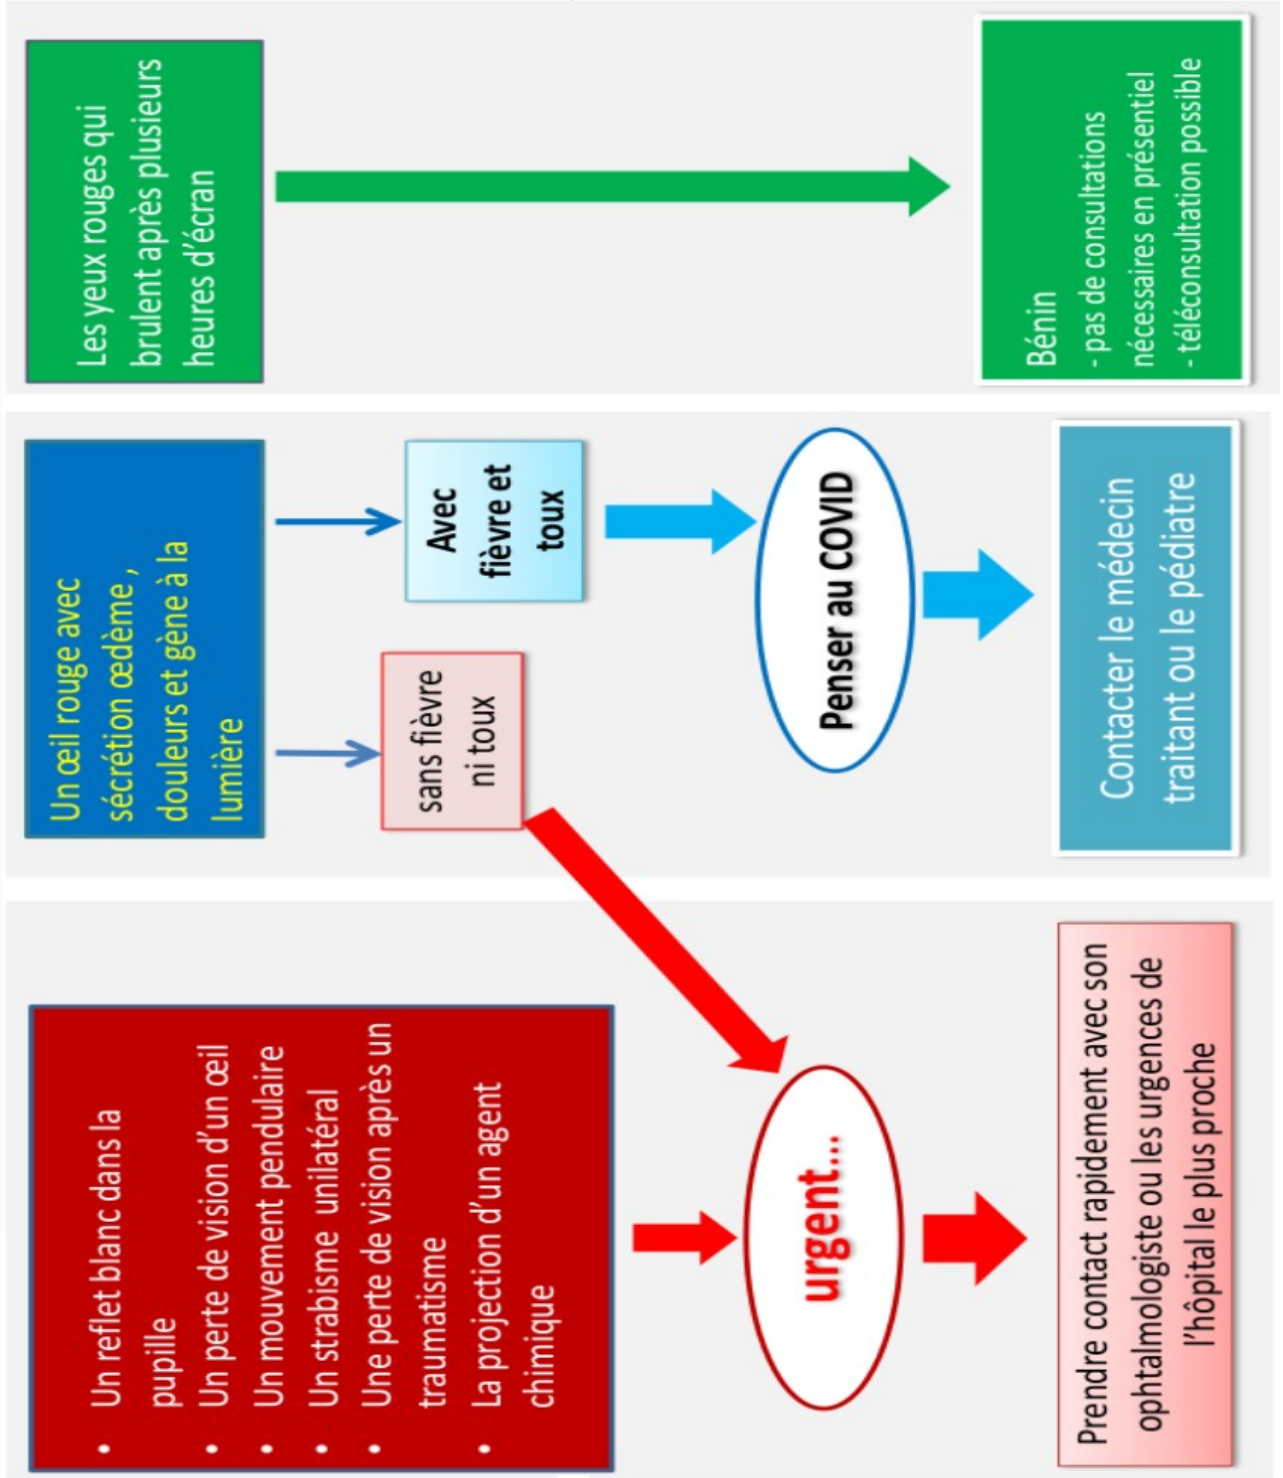 • Un reflet blanc dans la
pupille
• Un perte de vision d'un œil
• Un mouvement pendulaire
• Un strabisme unilatéral
• Une perte de vision après un
traumatisme
• La projection d'un agent
chimique
urgent...
Prendre contact rapidement avec son
ophtalmologiste ou les urgences de
l'hôpital le plus proche
Un œil rouge avec
sécrétion œdème ,
douleurs et gène à la
lumière
sans fièvre
ni toux
Avec
fièvre et
toux
Penser au COVID
Contacter le médecin
traitant ou le pédiatre
Les yeux rouges qui
brulent après plusieurs
heures d'écran
Bénin
- pas de consultations
nécessaires en présentiel
- téléconsultation possible